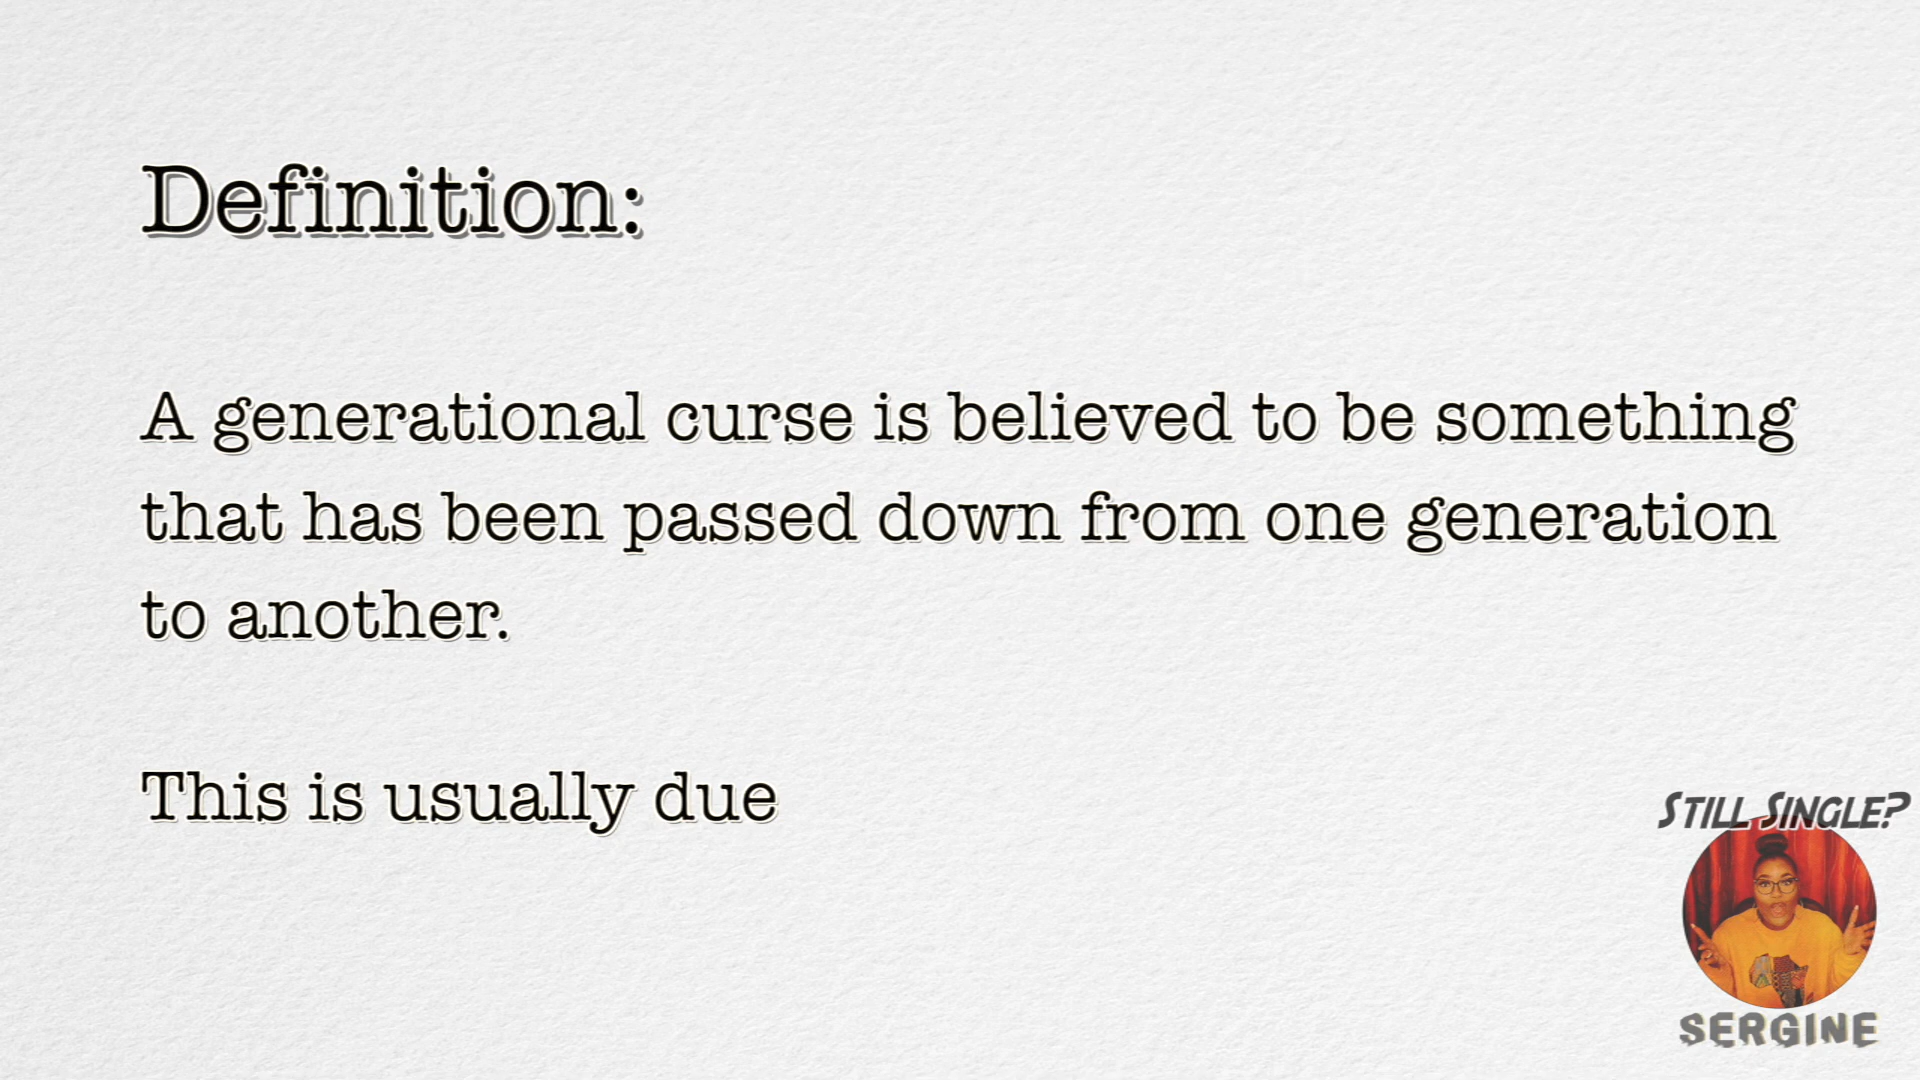 Definition:
A generational curse is believed to be something
that has been passed down from one generation
to another.
This is usually due
STILL SINGLE?
SERGINE